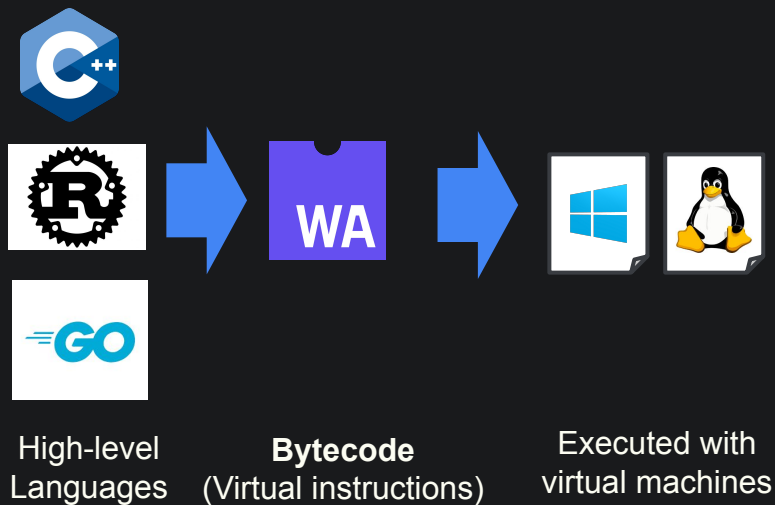 C++
R
GO
WA
High-level
Languages
Bytecode
(Virtual instructions)
Executed with
virtual machines